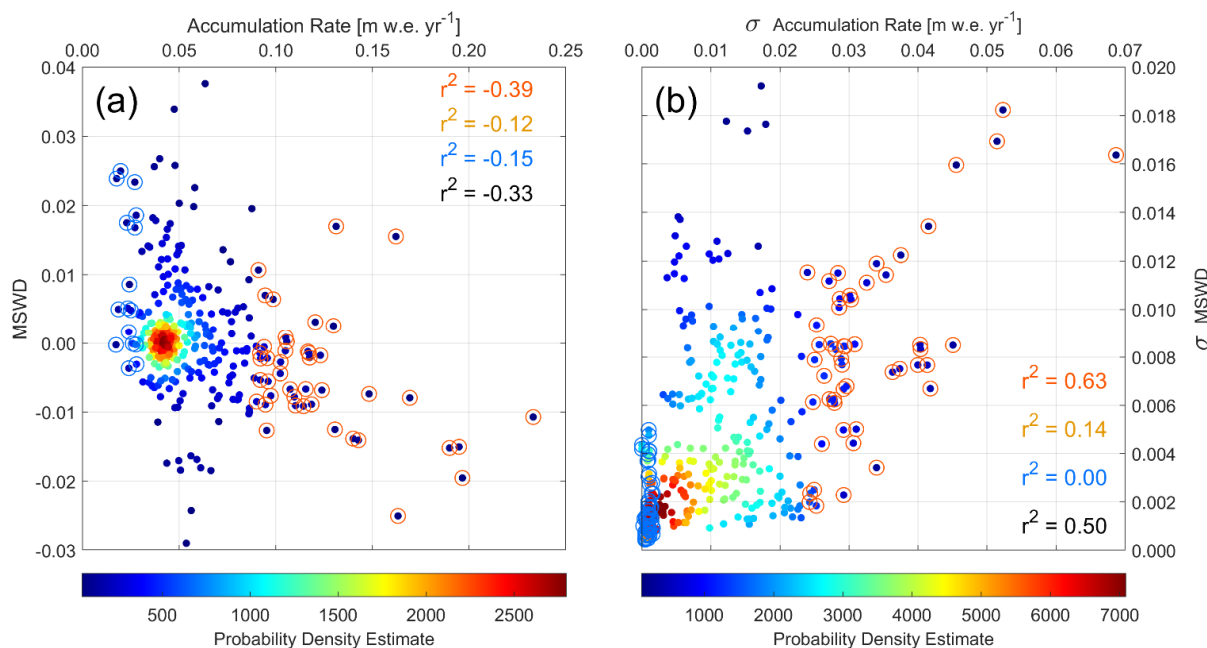 Accumulation Rate [m w.e. yr⁻¹]
0.00 0.05 0.10 0.15 0.20 0.25
0.04
0.03
0.02
0.01
0.00
-0.01
-0.02
-0.03
MSWD
(a)
r² = -0.39
r² = -0.12
r² = -0.15
r² = -0.33
500 1000 1500 2000 2500
Probability Density Estimate
σ Accumulation Rate [m w.e. yr⁻¹]
0.00 0.01 0.02 0.03 0.04 0.05 0.06 0.07
(b)
0.020
0.018
0.016
0.014
0.012
0.010
0.008
0.006
0.004
0.002
0.000
σ MSWD
r² = 0.63
r² = 0.14
r² = 0.00
r² = 0.50
1000 2000 3000 4000 5000 6000 7000
Probability Density Estimate